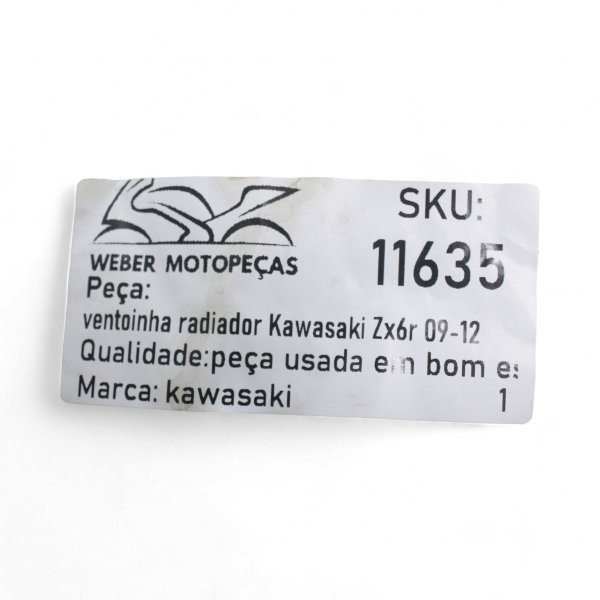 SKU:
11635
WEBER MOTOPEÇAS
Peça:
ventoinha radiador Kawasaki Zx6r 09-12
Qualidade:peça usada em bom es
Marca: kawasaki 1